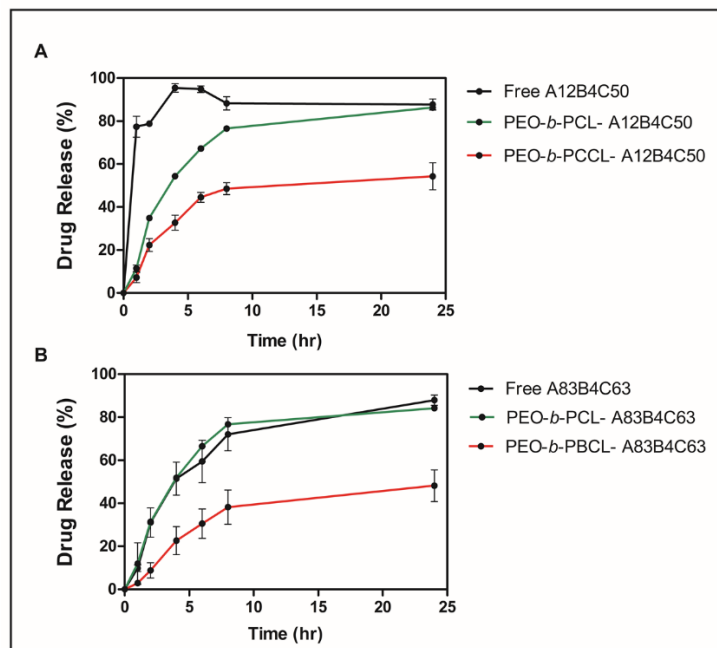 A
Drug Release (%)
100
80
60
40
20
0
0 5 10 15 20 25
Time (hr)
Free A12B4C50
PEO-b-PCL- A12B4C50
PEO-b-PCCL- A12B4C50
B
Drug Release (%)
100
80
60
40
20
0
0 5 10 15 20 25
Time (hr)
Free A83B4C63
PEO-b-PCL- A83B4C63
PEO-b-PBCL- A83B4C63